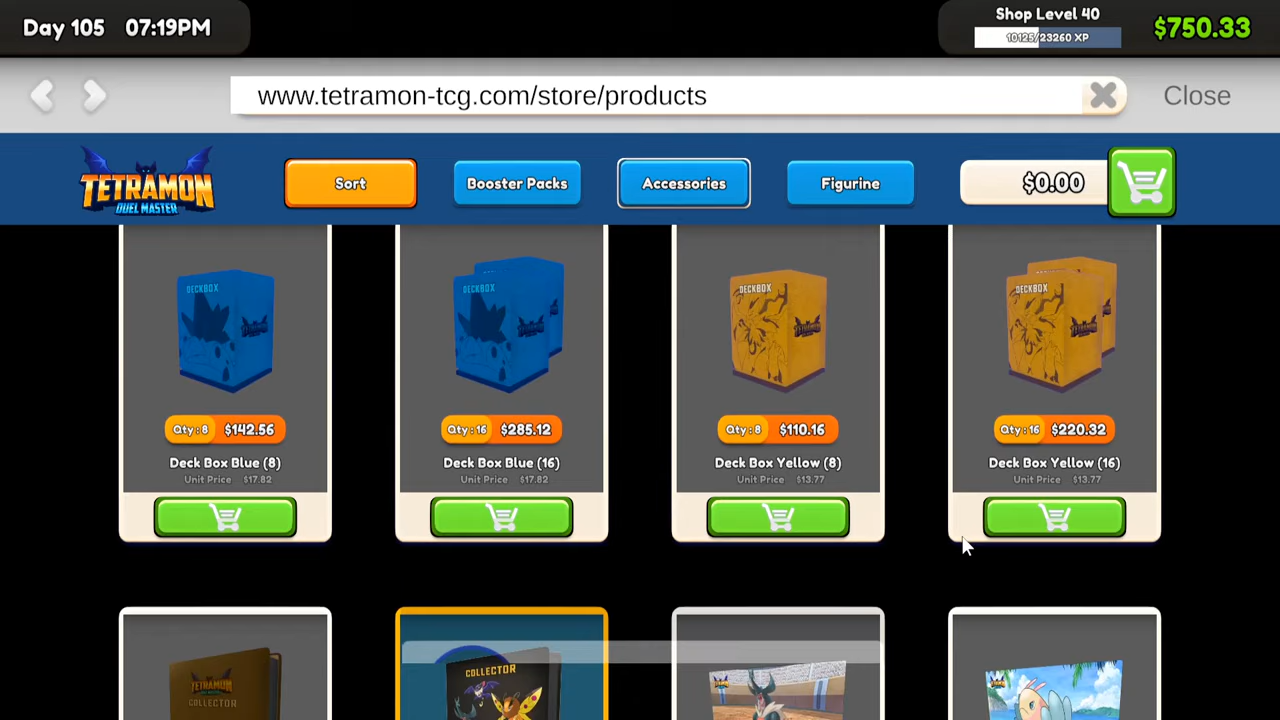 Day 105 07:19PM
Shop Level 40
10125/23260 XP
$750.33
www.tetramon-tcg.com/store/products
Close
TETRAMON
DUEL MASTER
Sort
Booster Packs
Accessories
Figurine
$0.00
DECKBOX
DECKBOX
DECKBOX
DECKBOX
TETRAMON
TETRAMON
TETRAMON
TETRAMON
Qty : 8 $142.56
Qty : 16 $285.12
Qty : 8 $110.16
Qty : 16 $220.32
Deck Box Blue (8)
Deck Box Blue (16)
Deck Box Yellow (8)
Deck Box Yellow (16)
Unit Price $17.82
Unit Price $17.82
Unit Price $13.77
Unit Price $13.77
TETRAMON
COLLECTOR
COLLECTOR